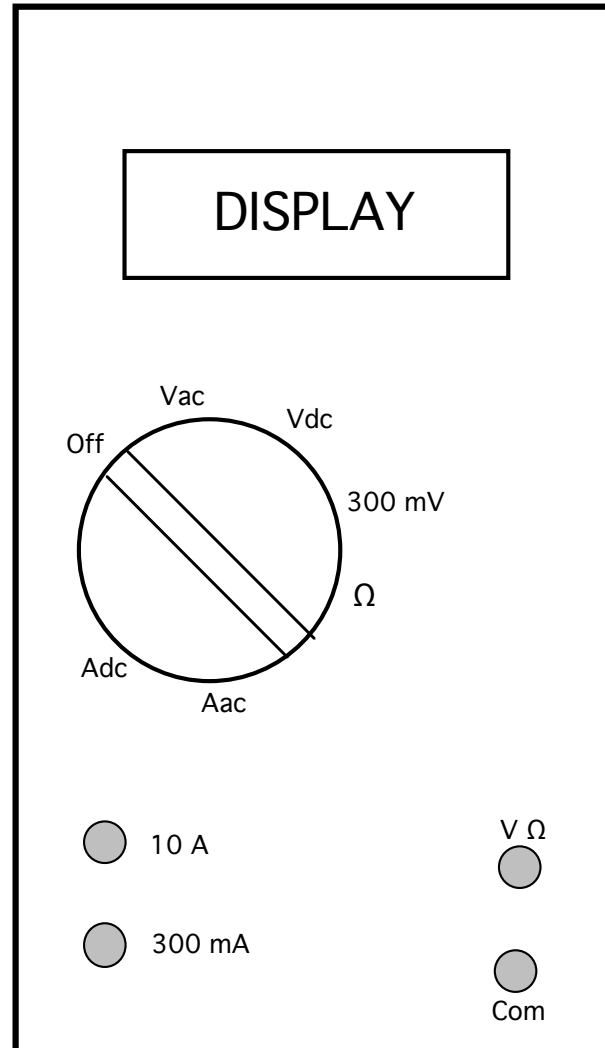 DISPLAY
Vac
Vdc
Off
300 mV
Ω
Adc
Aac
10 A
V Ω
300 mA
Com